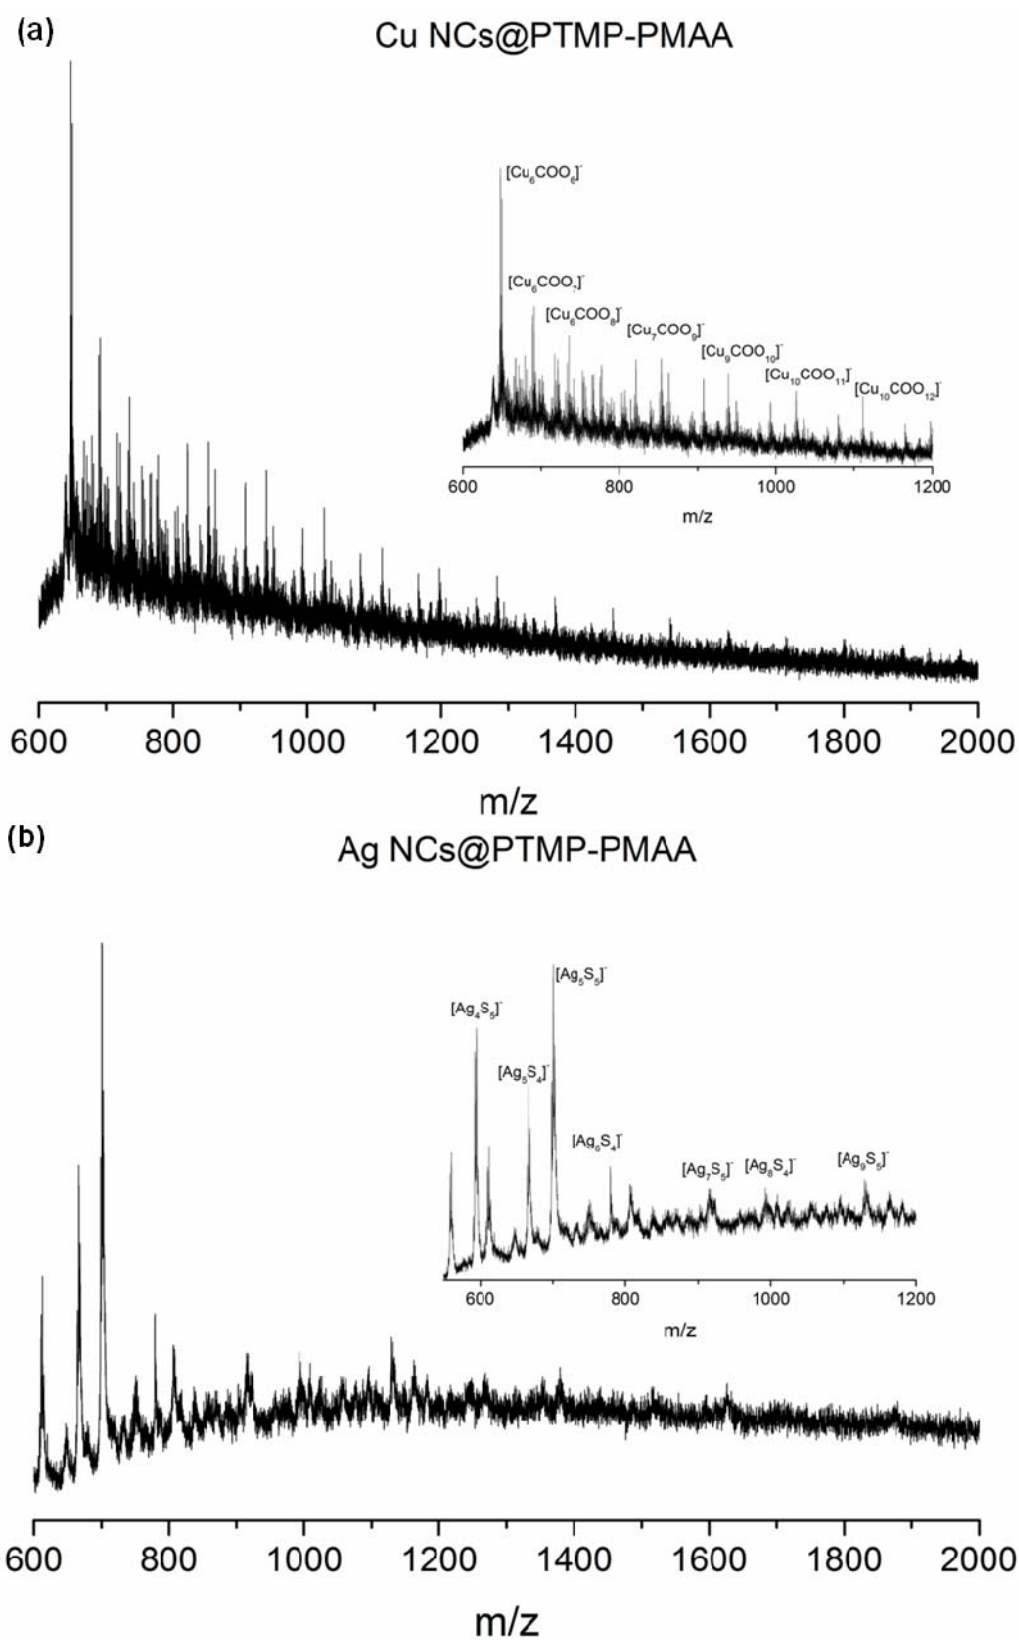 (a)
Cu NCs@PTMP-PMAA
[Cu₆COO₆]⁻
[Cu₆COO₇]⁻
[Cu₆COO₈]⁻
[Cu₇COO₉]⁻
[Cu₉COO₁₀]⁻
[Cu₁₀COO₁₁]⁻
[Cu₁₀COO₁₂]⁻
600 800 1000 1200
m/z
600 800 1000 1200 1400 1600 1800 2000
m/z
(b)
Ag NCs@PTMP-PMAA
[Ag₅S₅]⁻
[Ag₄S₅]⁻
[Ag₅S₄]⁻
[Ag₆S₄]⁻
[Ag₇S₅]⁻ [Ag₈S₄]⁻ [Ag₉S₅]⁻
600 800 1000 1200
m/z
600 800 1000 1200 1400 1600 1800 2000
m/z